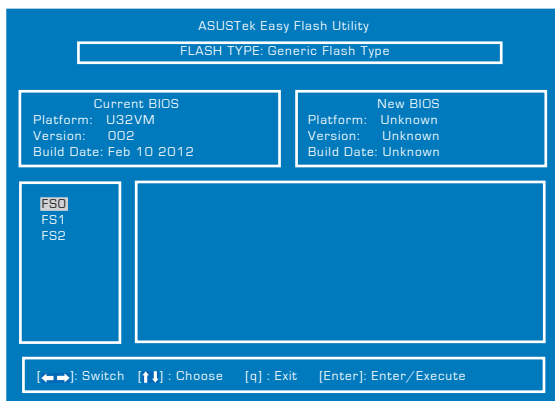 ASUSTek Easy Flash Utility
FLASH TYPE: Generic Flash Type
Current BIOS
Platform: U32VM
Version: 002
Build Date: Feb 10 2012
New BIOS
Platform: Unknown
Version: Unknown
Build Date: Unknown
FS0
FS1
FS2
[←→]: Switch [↑↓] : Choose [q] : Exit [Enter]: Enter/Execute